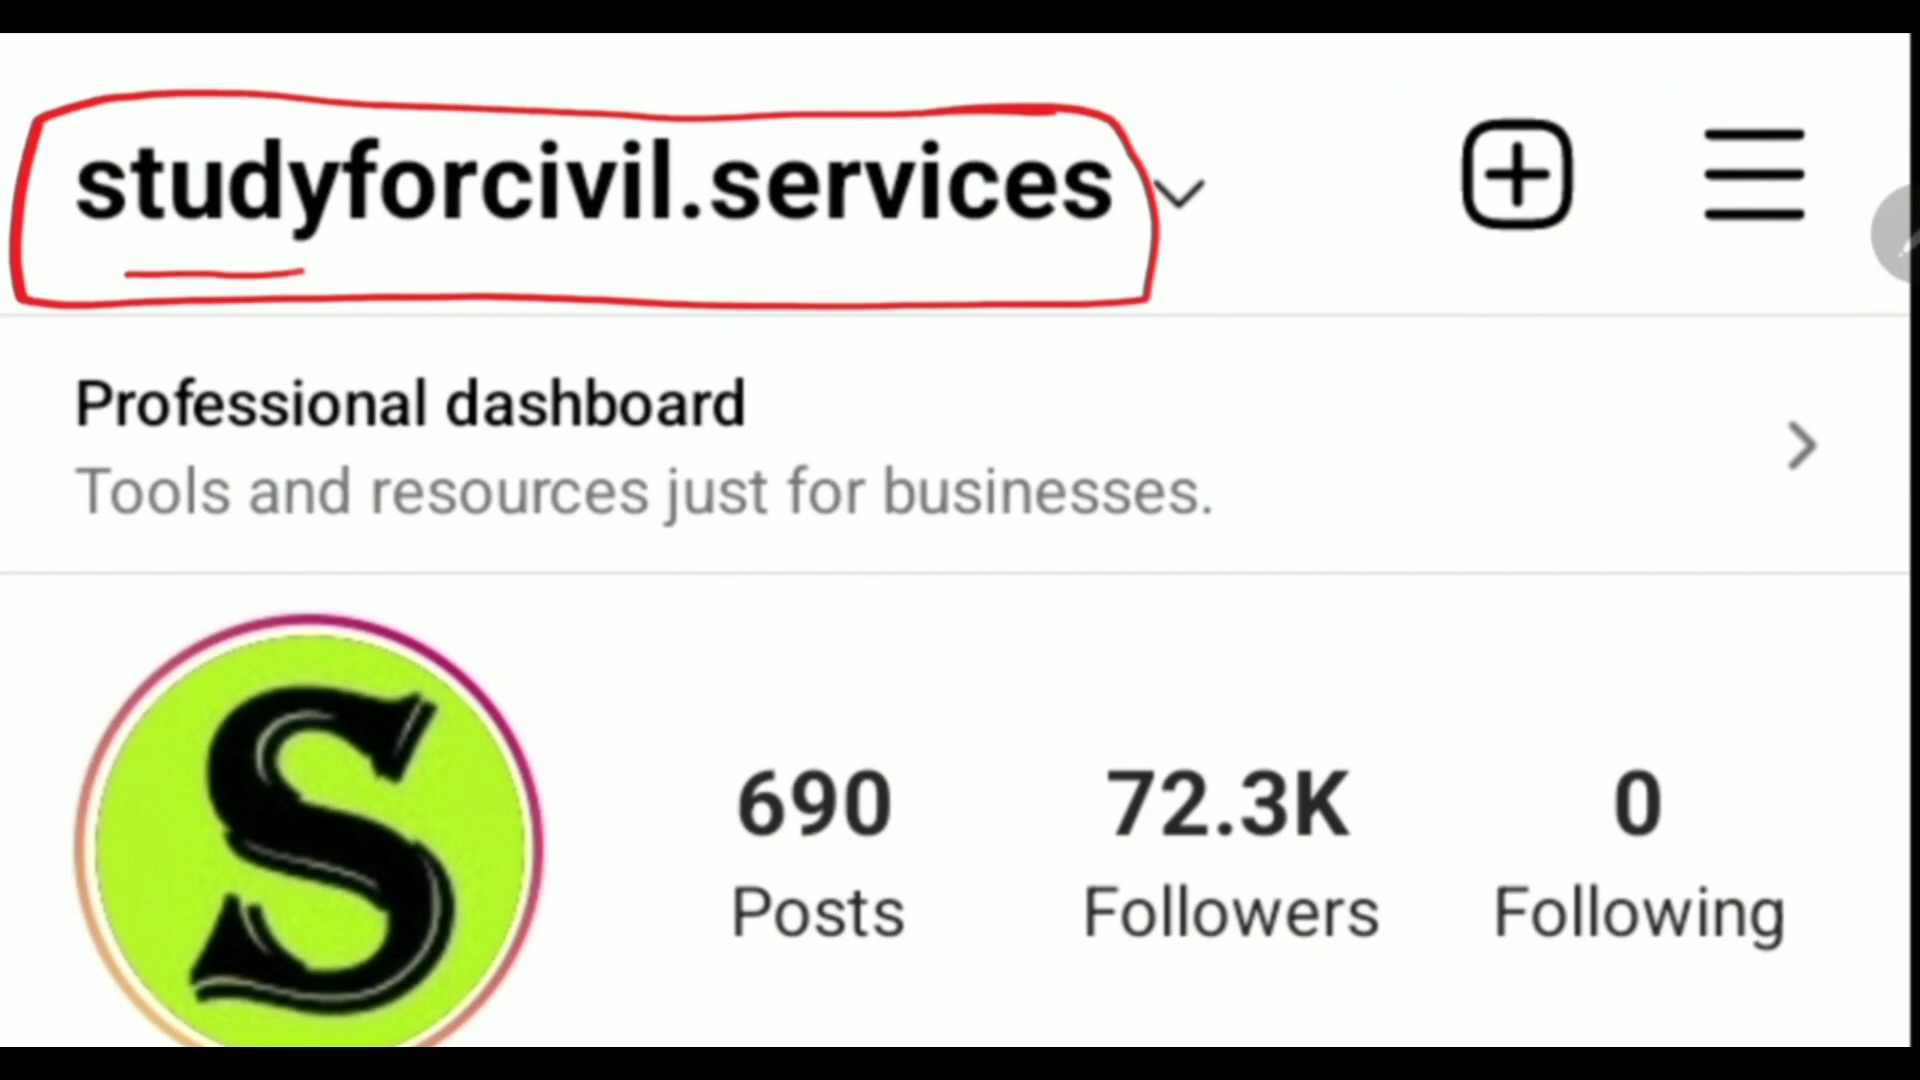 studyforcivil.services
Professional dashboard
Tools and resources just for businesses.
S
690 72.3K 0
Posts Followers Following